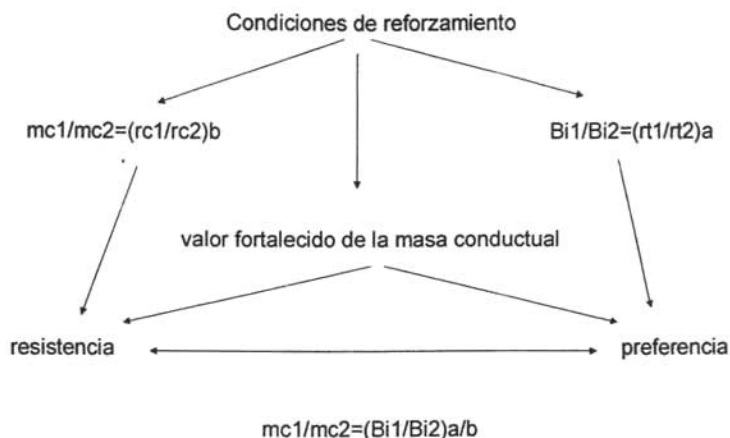 Condiciones de reforzamiento
mc1/mc2=(rc1/rc2)b
Bi1/Bi2=(rt1/rt2)a
valor fortalecido de la masa conductual
resistencia
preferencia
mc1/mc2=(Bi1/Bi2)a/b